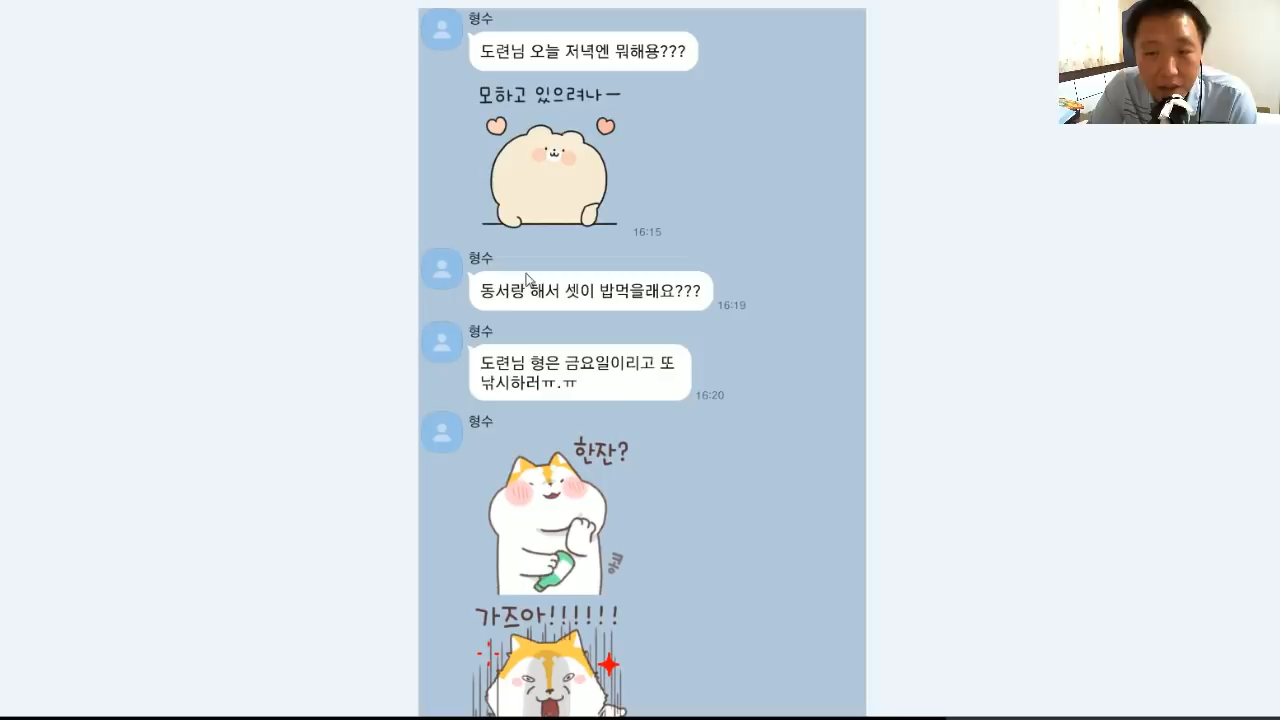 형수
도련님 오늘 저녁엔 뭐해용???
모하고 있으려나ー
16:15
형수
동서랑 해서 셋이 밥먹을래요???
16:19
형수
도련님 형은 금요일이리고 또
낚시하러ㅠ.ㅠ
16:20
형수
한잔?
가즈아!!!!!!